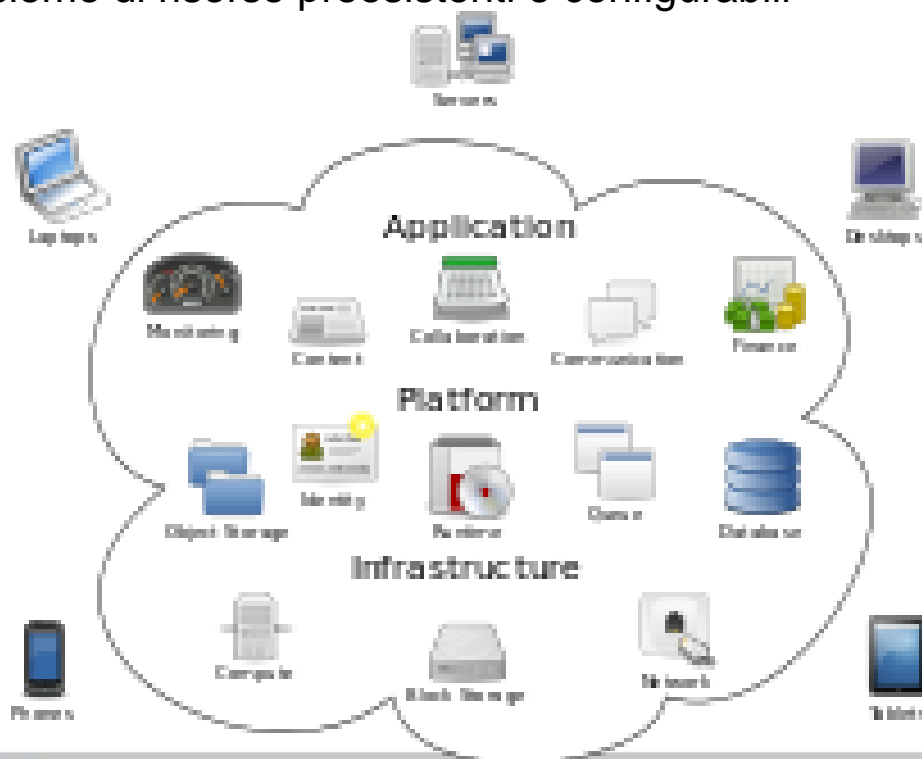 di risorse preesistenti e configurabili
Servers
Laptops
Desktops
Application
Monitoring
Content
Collaboration
Communication
Finance
Platform
Object Storage
Identity
Runtime
Queue
Database
Infrastructure
Compute
Block Storage
Network
Phones
Tablets